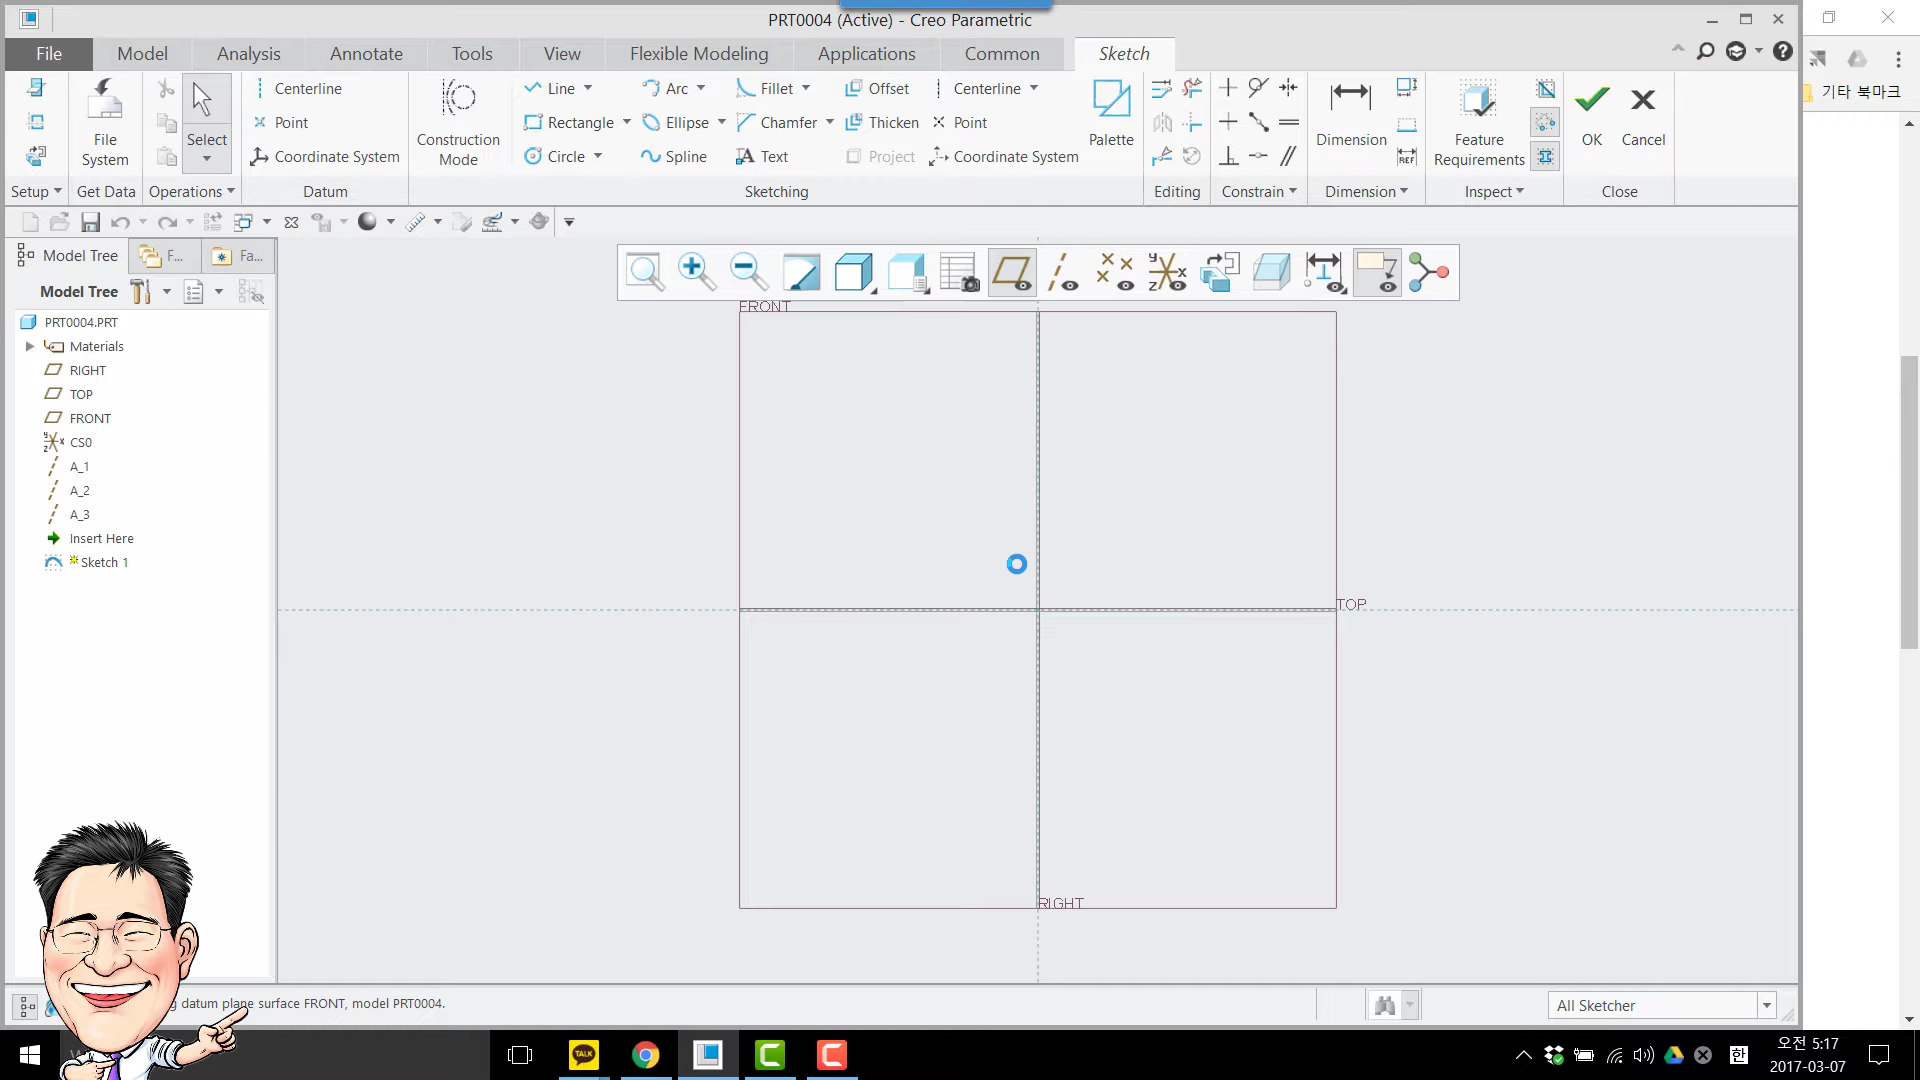 PRT0004 (Active) - Creo Parametric
File Model Analysis Annotate Tools View Flexible Modeling Applications Common Sketch
Centerline Line Arc Fillet Offset Centerline
Point Rectangle Ellipse Chamfer Thicken Point
Coordinate System Circle Spline Text Project Coordinate System
File System
Select
Construction Mode
Palette
Dimension
REF
Feature Requirements
OK Cancel
Setup Get Data Operations Datum Sketching Editing Constrain Dimension Inspect Close
기타 북마크
Model Tree F... Fa...
Model Tree
PRT0004.PRT
Materials
RIGHT
TOP
FRONT
CS0
A_1
A_2
A_3
Insert Here
Sketch 1
FRONT
TOP
RIGHT
datum plane surface FRONT, model PRT0004.
All Sketcher
TALK
한
오전 5:17
2017-03-07